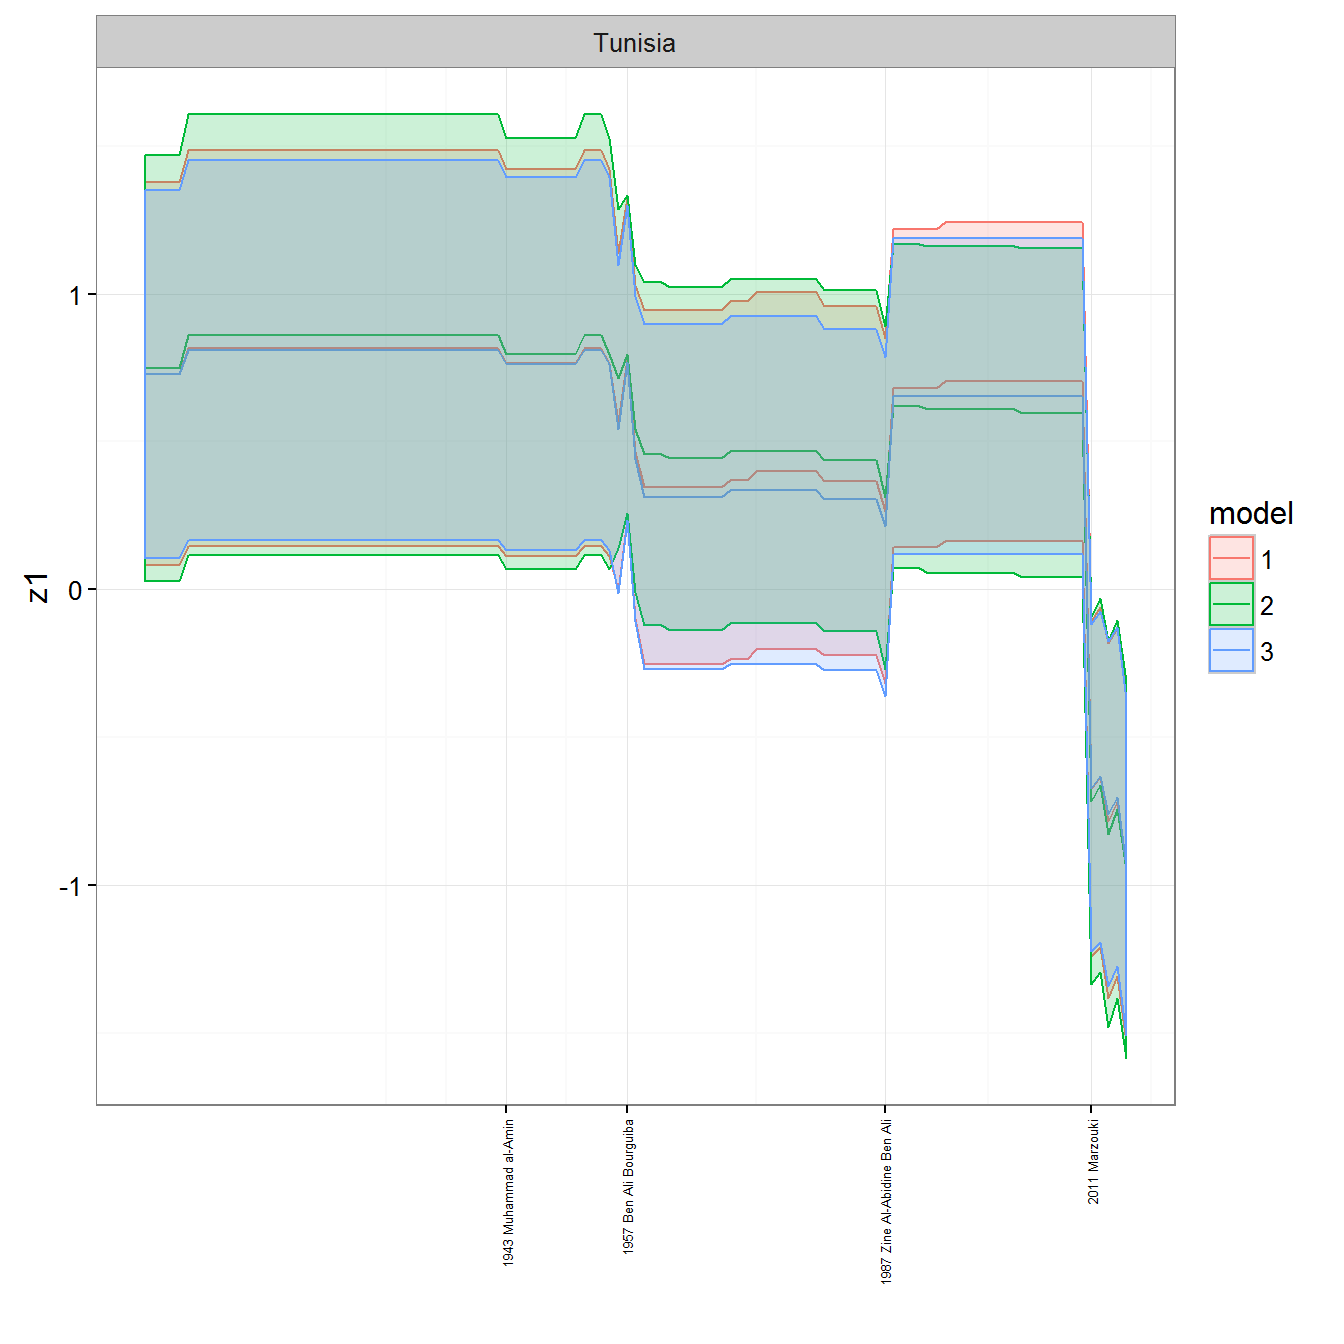 Tunisia
z1
1
0
-1
1943 Muhammad al-Amin
1957 Ben Ali Bourguiba
1987 Zine Al-Abidine Ben Ali
2011 Marzouki
model
1
2
3